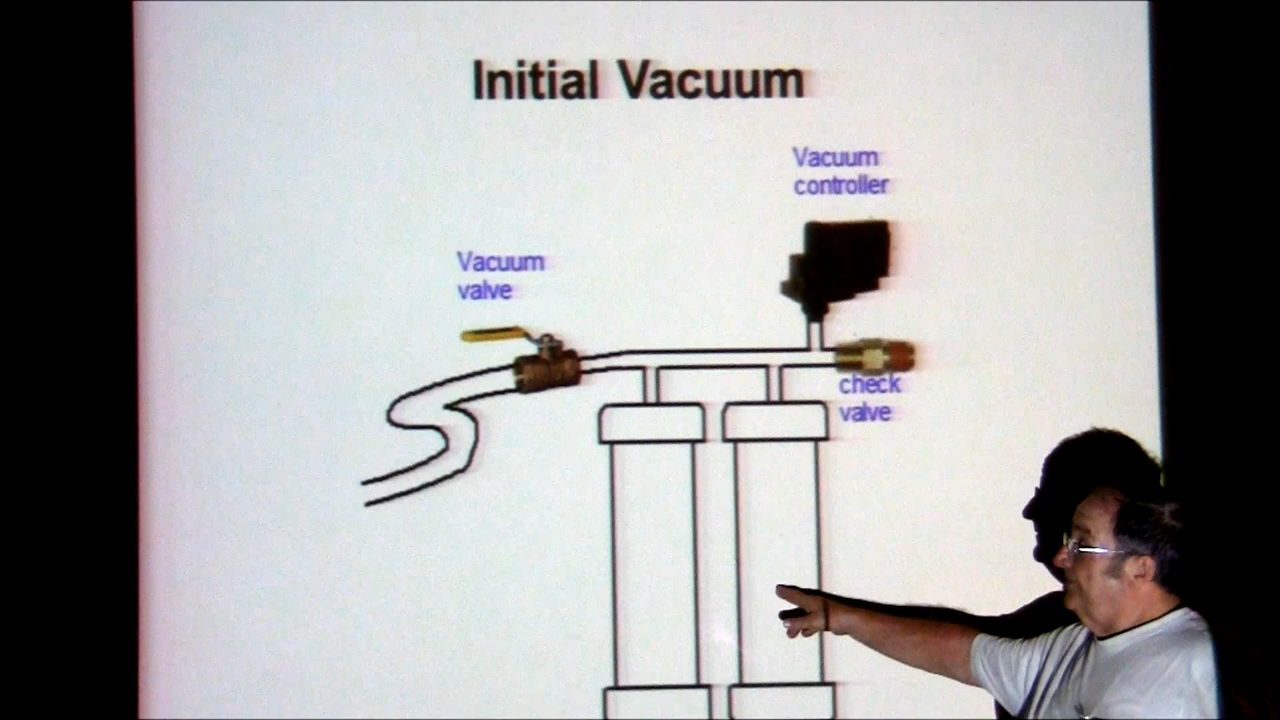 Initial Vacuum
Vacuum
controller
Vacuum
valve
check
valve